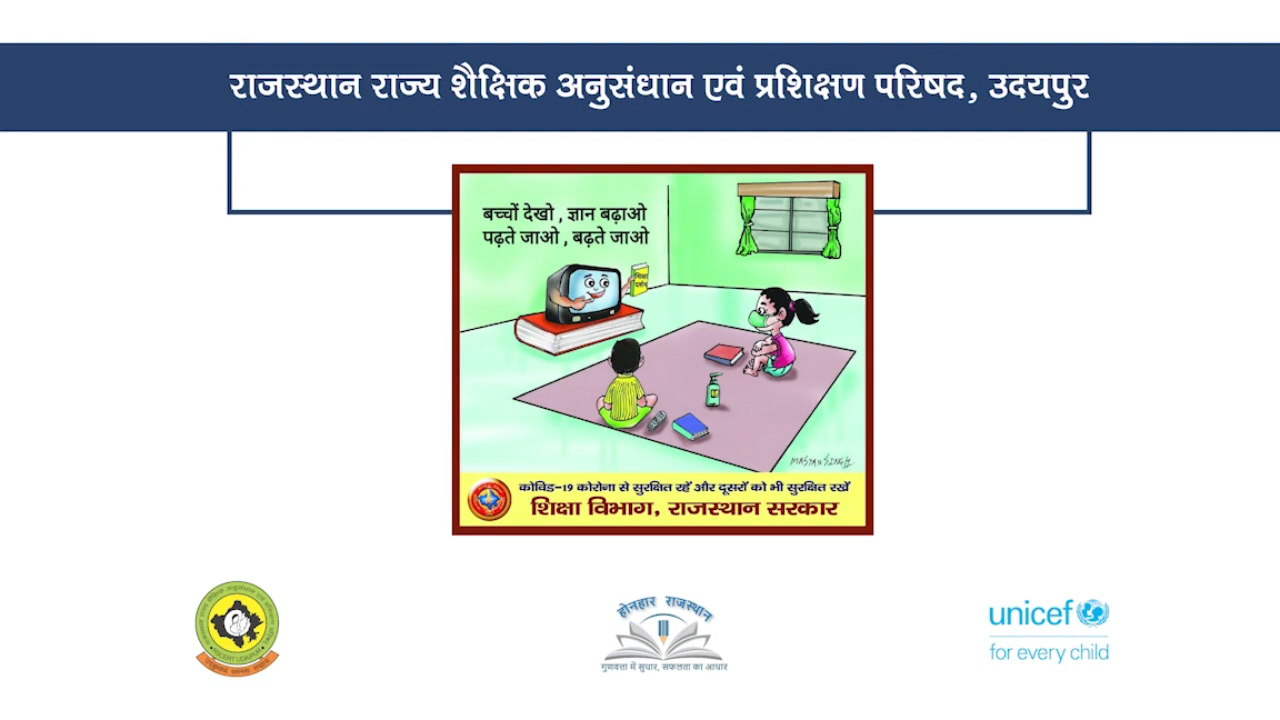 राजस्थान राज्य शैक्षिक अनुसंधान एवं प्रशिक्षण परिषद, उदयपुर
बच्चों देखो , ज्ञान बढ़ाओ
पढ़ते जाओ , बढ़ते जाओ
शिक्षा
MASTAN SINGH
कोविड-19 कोरोना से सुरक्षित रहें और दूसरों को भी सुरक्षित रखें
शिक्षा विभाग, राजस्थान सरकार
होनहार राजस्थान
गुणवत्ता में सुधार, सफलता का आधार
unicef
for every child